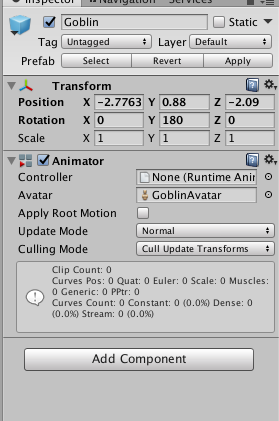 Inspector Navigation Services
Goblin Static
Tag Untagged Layer Default
Prefab Select Revert Apply
Transform
Position X -2.7763 Y 0.88 Z -2.09
Rotation X 0 Y 180 Z 0
Scale X 1 Y 1 Z 1
Animator
Controller None (Runtime Anir
Avatar GoblinAvatar
Apply Root Motion
Update Mode Normal
Culling Mode Cull Update Transforms
Clip Count: 0
Curves Pos: 0 Quat: 0 Euler: 0 Scale: 0 Muscles:
0 Generic: 0 PPtr: 0
Curves Count: 0 Constant: 0 (0.0%) Dense: 0
(0.0%) Stream: 0 (0.0%)
Add Component